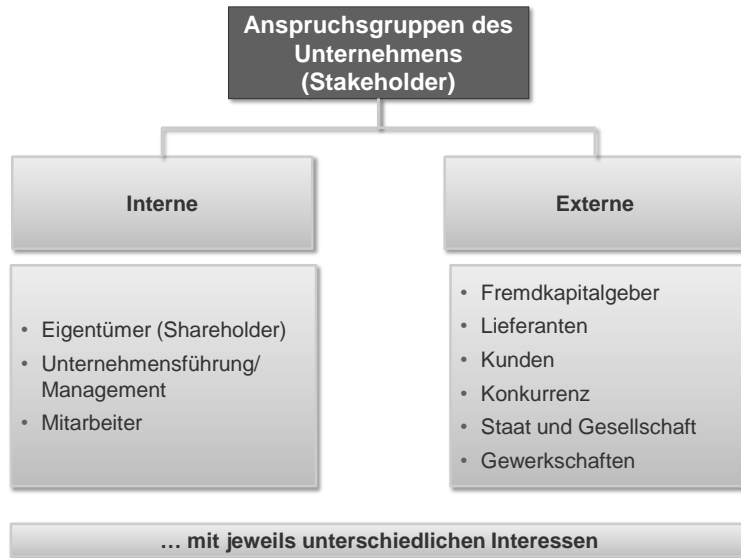 Anspruchsgruppen des
Unternehmens
(Stakeholder)
Interne
Externe
• Eigentümer (Shareholder)
• Unternehmensführung/
Management
• Mitarbeiter
• Fremdkapitalgeber
• Lieferanten
• Kunden
• Konkurrenz
• Staat und Gesellschaft
• Gewerkschaften
… mit jeweils unterschiedlichen Interessen